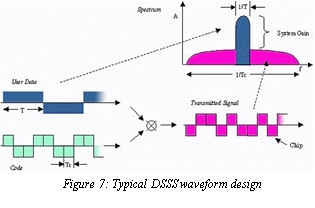 Spectrum
1/T
A
System Gain
f
1/Tc
User Data
T
Transmitted Signal
Chip
Tc
Code
Figure 7: Typical DSSS waveform design